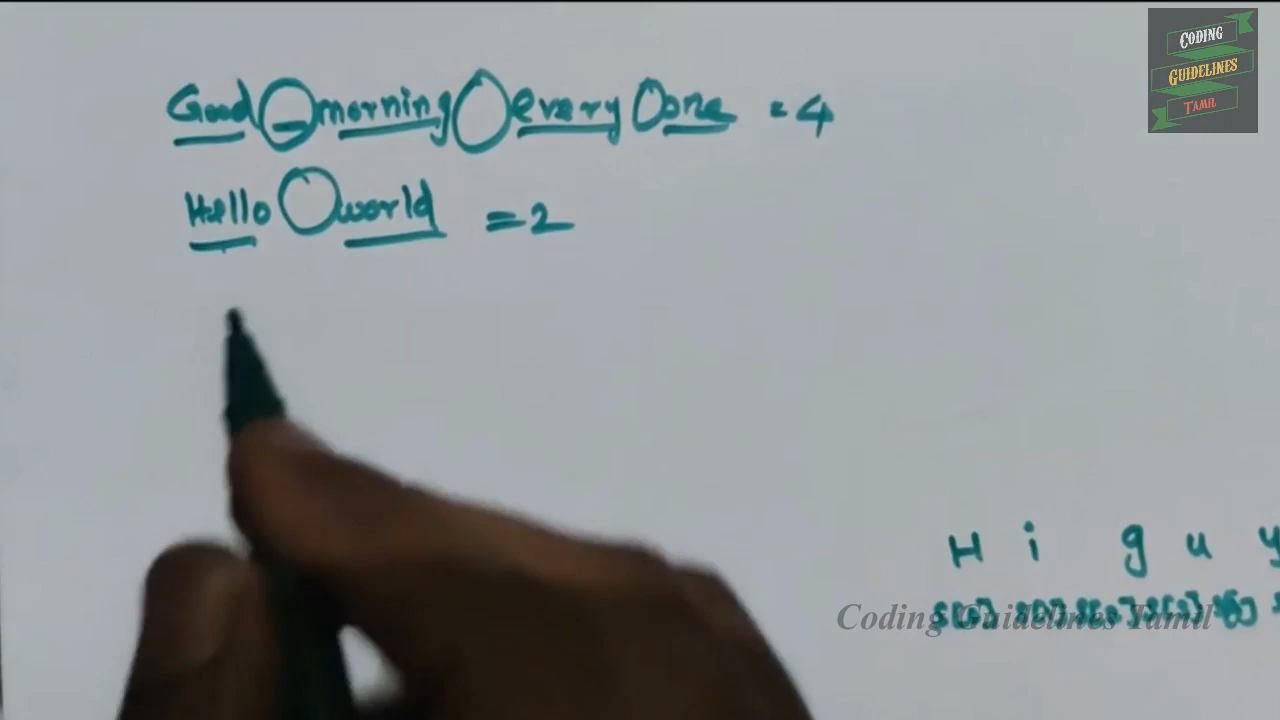 CODING
GUIDELINES
TAMIL
Good morning every one = 4
Hello world = 2
H i g u y
Coding Guidelines Tamil